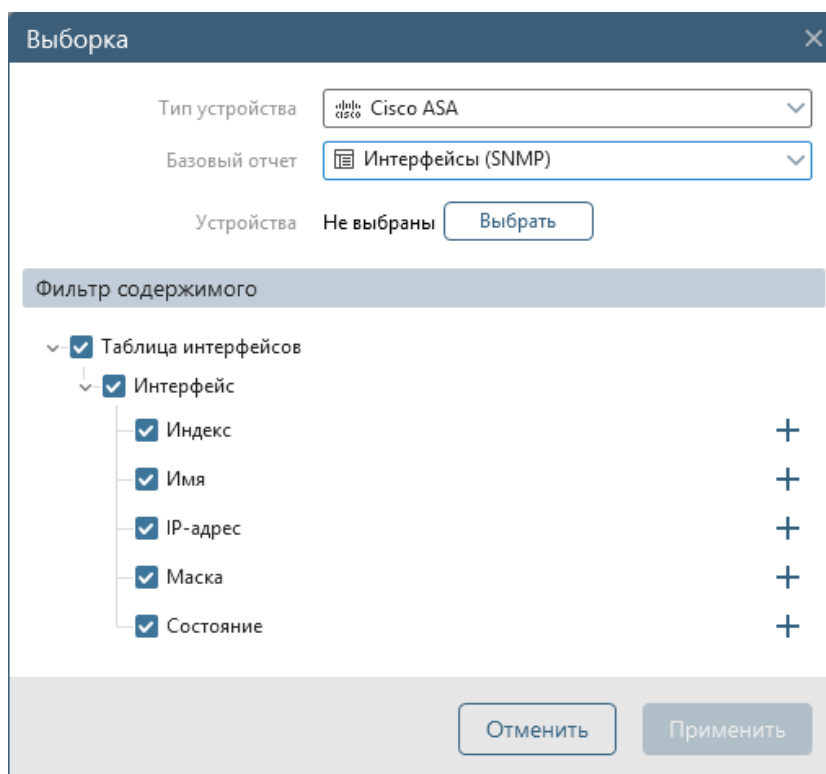 Выборка
Тип устройства cisco Cisco ASA
Базовый отчет Интерфейсы (SNMP)
Устройства Не выбраны Выбрать
Фильтр содержимого
Таблица интерфейсов
Интерфейс
Индекс
Имя
IP-адрес
Маска
Состояние
Отменить Применить